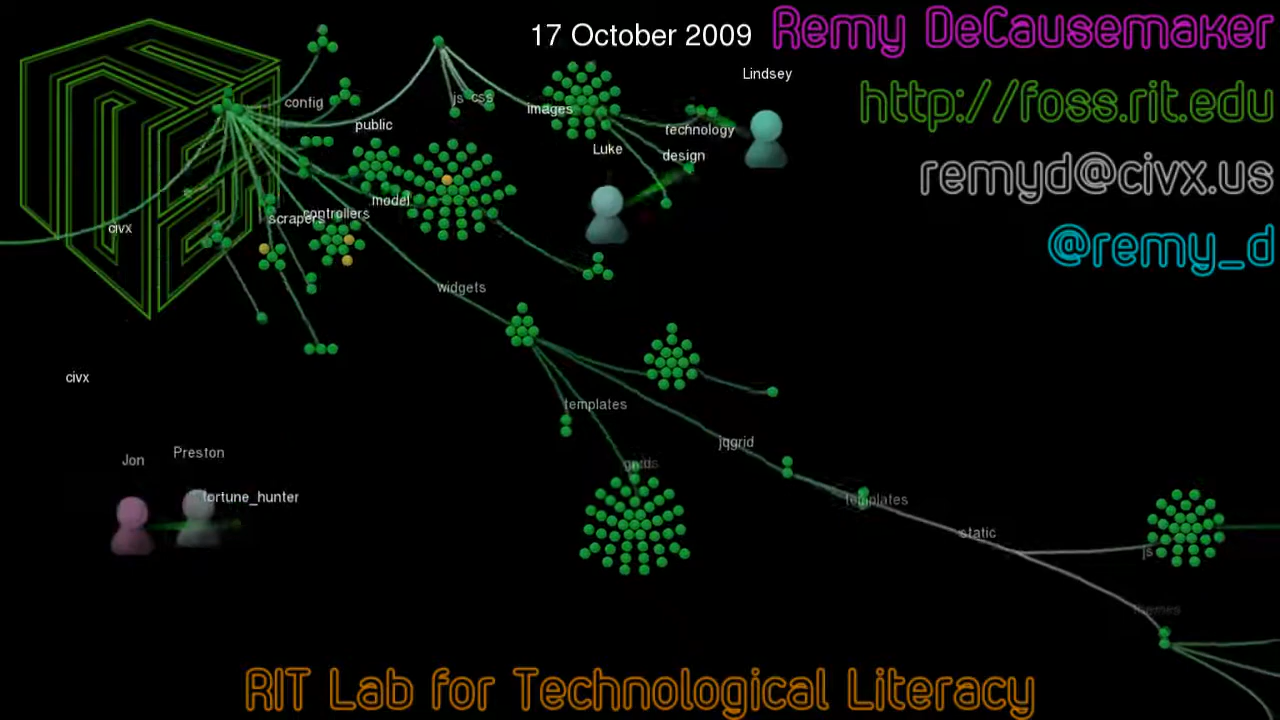 17 October 2009
Remy DeCausemaker
http://foss.rit.edu
remyd@civx.us
@remy_d
Lindsey
config
js
css
images
public
technology
Luke
design
model
scrapers
controllers
civx
widgets
civx
templates
jqgrid
Jon
Preston
fortune_hunter
templates
static
js
themes
RIT Lab for Technological Literacy